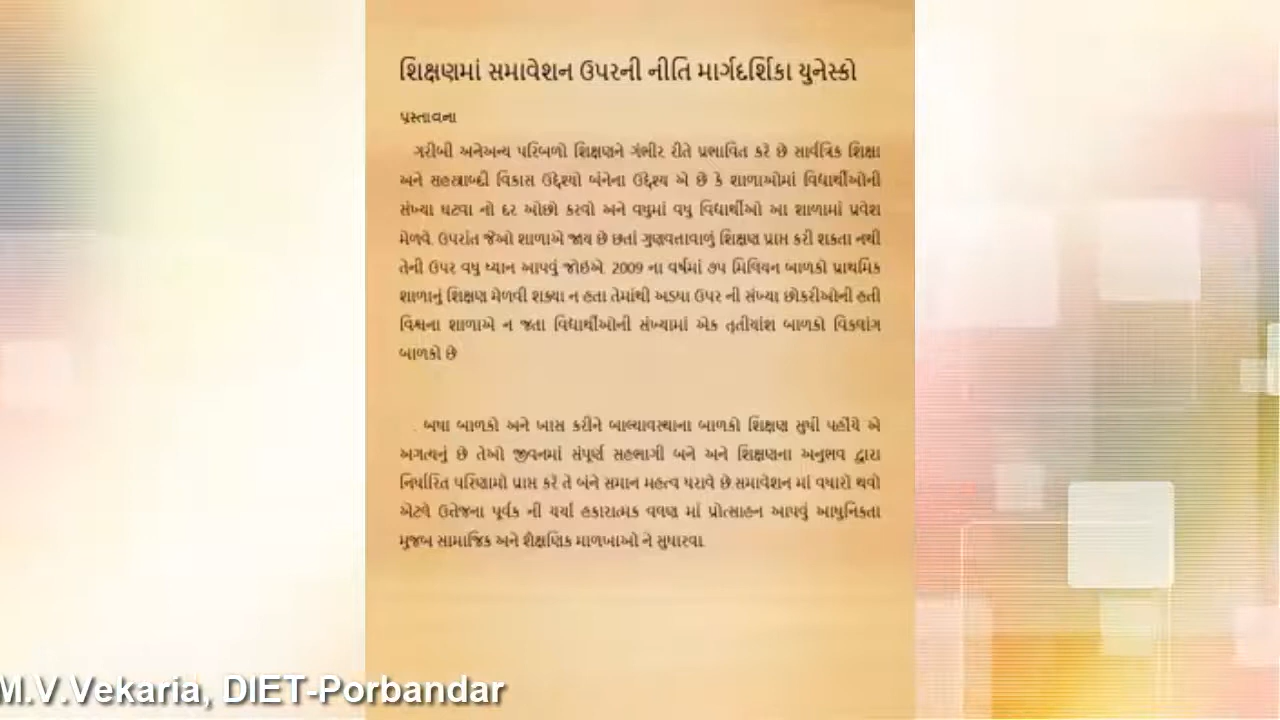 શિક્ષણમાં સમાવેશન ઉપરની નીતિ માર્ગદર્શિકા યુનેસ્કો
પ્રસ્તાવના
ગરીબી અનેઅન્ય પરિબળો શિક્ષણને ગંભીર રીતે પ્રભાવિત કરે છે સાર્વત્રિક શિક્ષા
અને સહસ્ત્રાબ્દી વિકાસ ઉદ્દેશ્યો બંનેના ઉદ્દેશ્ય એ છે કે શાળાઓમાં વિદ્યાર્થીઓની
સંખ્યા ઘટવા નો દર ઓછો કરવો અને વધુમાં વધુ વિદ્યાર્થીઓ આ શાળામાં પ્રવેશ
મેળવે. ઉપરાંત જેઓ શાળાએ જાય છે છતાં ગુણવત્તાવાળું શિક્ષણ પ્રાપ્ત કરી શકતા નથી
તેની ઉપર વધુ ધ્યાન આપવું જોઇએ. 2009 ના વર્ષમાં ૭૫ મિલિયન બાળકો પ્રાથમિક
શાળાનું શિક્ષણ મેળવી શક્યા ન હતા તેમાંથી અડધા ઉપર ની સંખ્યા છોકરીઓની હતી
વિશ્વના શાળાએ ન જતા વિદ્યાર્થીઓની સંખ્યામાં એક તૃતીયાંશ બાળકો વિકલાંગ
બાળકો છે
. બધા બાળકો અને ખાસ કરીને બાલ્યાવસ્થાના બાળકો શિક્ષણ સુધી પહોંચે એ
અગત્યનું છે તેઓ જીવનમાં સંપૂર્ણ સહભાગી બને અને શિક્ષણના અનુભવ દ્વારા
નિર્ધારિત પરિણામો પ્રાપ્ત કરે તે બંને સમાન મહત્વ ધરાવે છે સમાવેશન માં વધારો થવો
એટલે ઉત્તેજના પૂર્વક ની ચર્ચા હકારાત્મક વલણ માં પ્રોત્સાહન આપવું આધુનિકતા
મુજબ સામાજિક અને શૈક્ષણિક માળખાઓ ને સુધારવા.
M.V.Vekaria, DIET-Porbandar